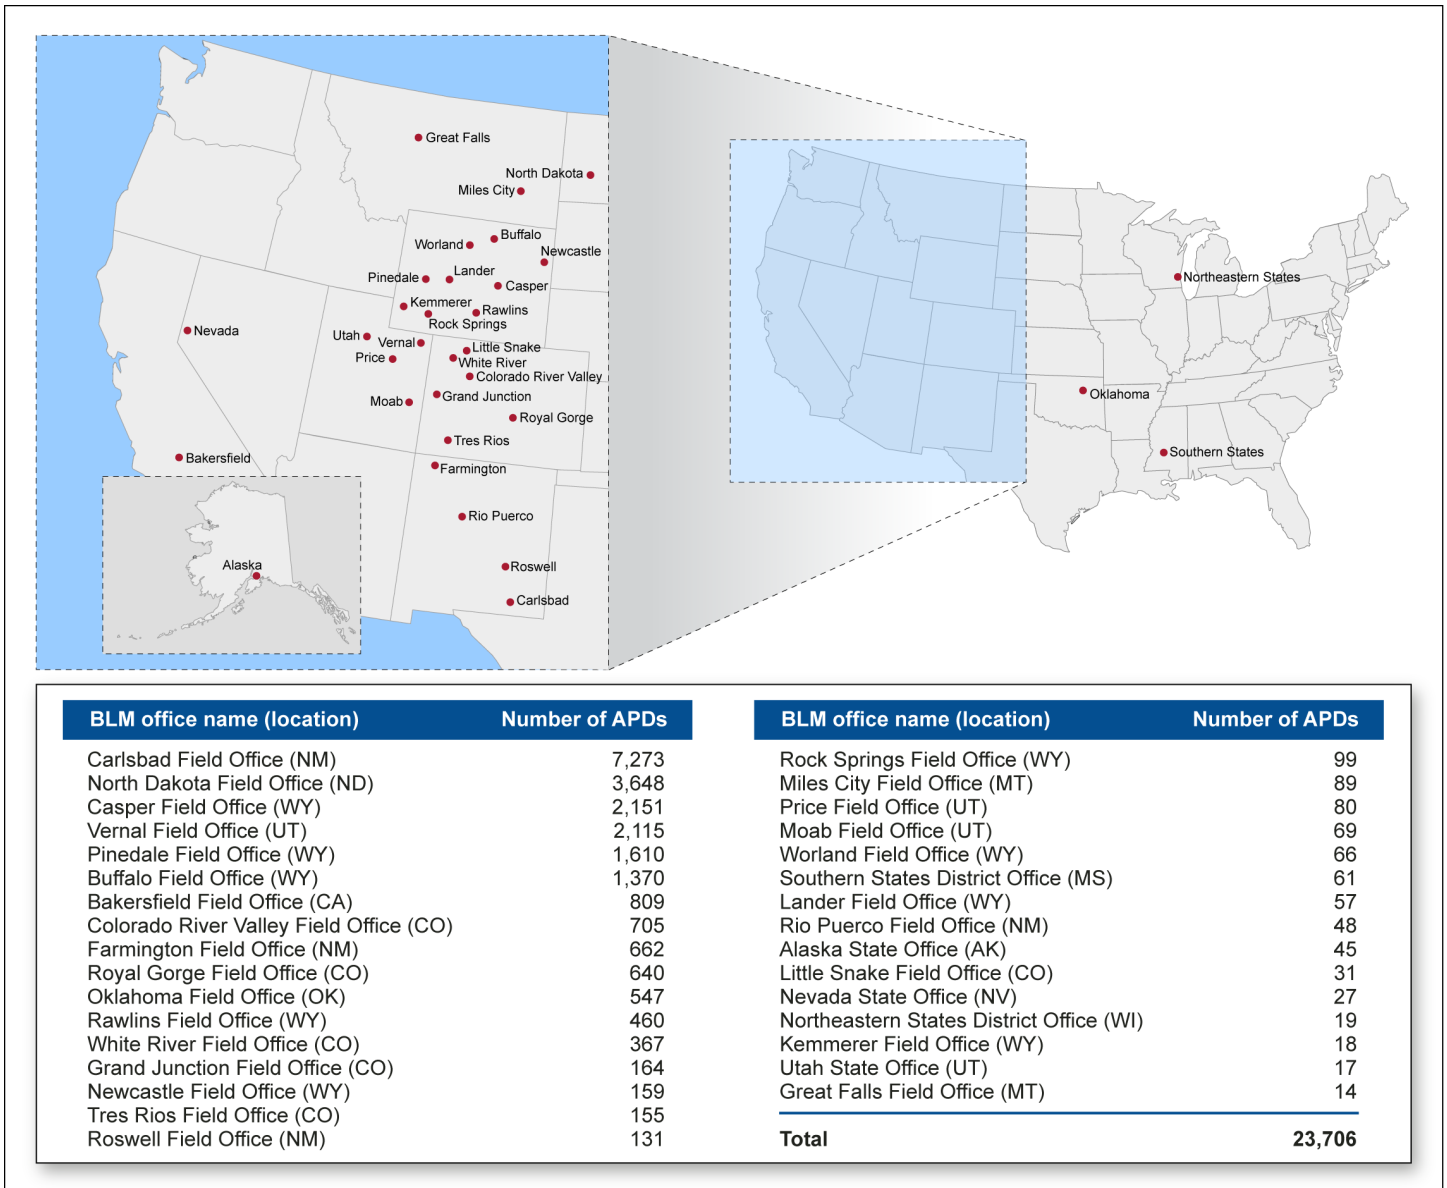 Great Falls
North Dakota
Miles City
Buffalo
Worland
Newcastle
Lander
Pinedale
Casper
Kemmerer
Rawlins
Rock Springs
Nevada
Utah
Vernal
Little Snake
Price
White River
Colorado River Valley
Grand Junction
Moab
Royal Gorge
Tres Rios
Bakersfield
Farmington
Rio Puerco
Alaska
Roswell
Carlsbad
Northeastern States
Oklahoma
Southern States
BLM office name (location) Number of APDs
Carlsbad Field Office (NM) 7,273
North Dakota Field Office (ND) 3,648
Casper Field Office (WY) 2,151
Vernal Field Office (UT) 2,115
Pinedale Field Office (WY) 1,610
Buffalo Field Office (WY) 1,370
Bakersfield Field Office (CA) 809
Colorado River Valley Field Office (CO) 705
Farmington Field Office (NM) 662
Royal Gorge Field Office (CO) 640
Oklahoma Field Office (OK) 547
Rawlins Field Office (WY) 460
White River Field Office (CO) 367
Grand Junction Field Office (CO) 164
Newcastle Field Office (WY) 159
Tres Rios Field Office (CO) 155
Roswell Field Office (NM) 131
BLM office name (location) Number of APDs
Rock Springs Field Office (WY) 99
Miles City Field Office (MT) 89
Price Field Office (UT) 80
Moab Field Office (UT) 69
Worland Field Office (WY) 66
Southern States District Office (MS) 61
Lander Field Office (WY) 57
Rio Puerco Field Office (NM) 48
Alaska State Office (AK) 45
Little Snake Field Office (CO) 31
Nevada State Office (NV) 27
Northeastern States District Office (WI) 19
Kemmerer Field Office (WY) 18
Utah State Office (UT) 17
Great Falls Field Office (MT) 14
Total 23,706